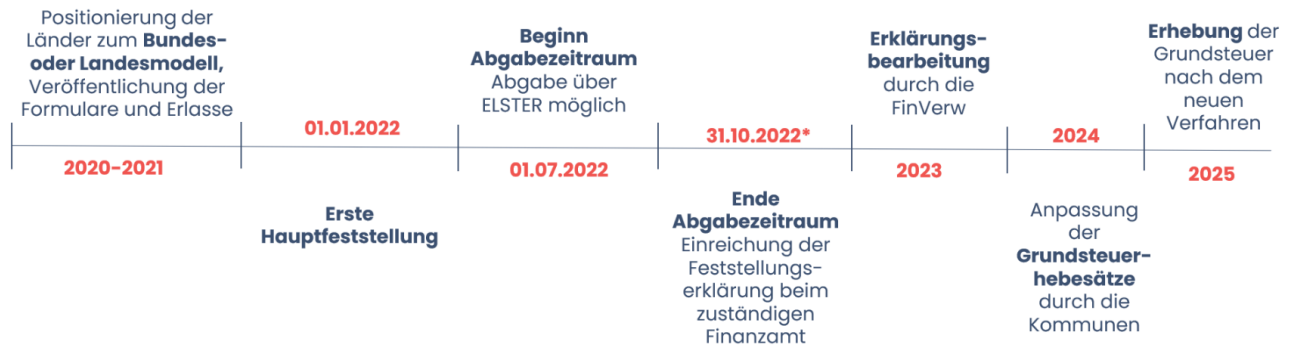 Positionierung der
Länder zum Bundes-
oder Landesmodell,
Veröffentlichung der
Formulare und Erlasse
2020-2021
01.01.2022
Erste
Hauptfeststellung
Beginn
Abgabezeitraum
Abgabe über
ELSTER möglich
01.07.2022
31.10.2022*
Ende
Abgabezeitraum
Einreichung der
Feststellungs-
erklärung beim
zuständigen
Finanzamt
Erklärungs-
bearbeitung
durch die
FinVerw
2023
2024
Anpassung
der
Grundsteuer-
hebesätze
durch die
Kommunen
Erhebung der
Grundsteuer
nach dem
neuen
Verfahren
2025